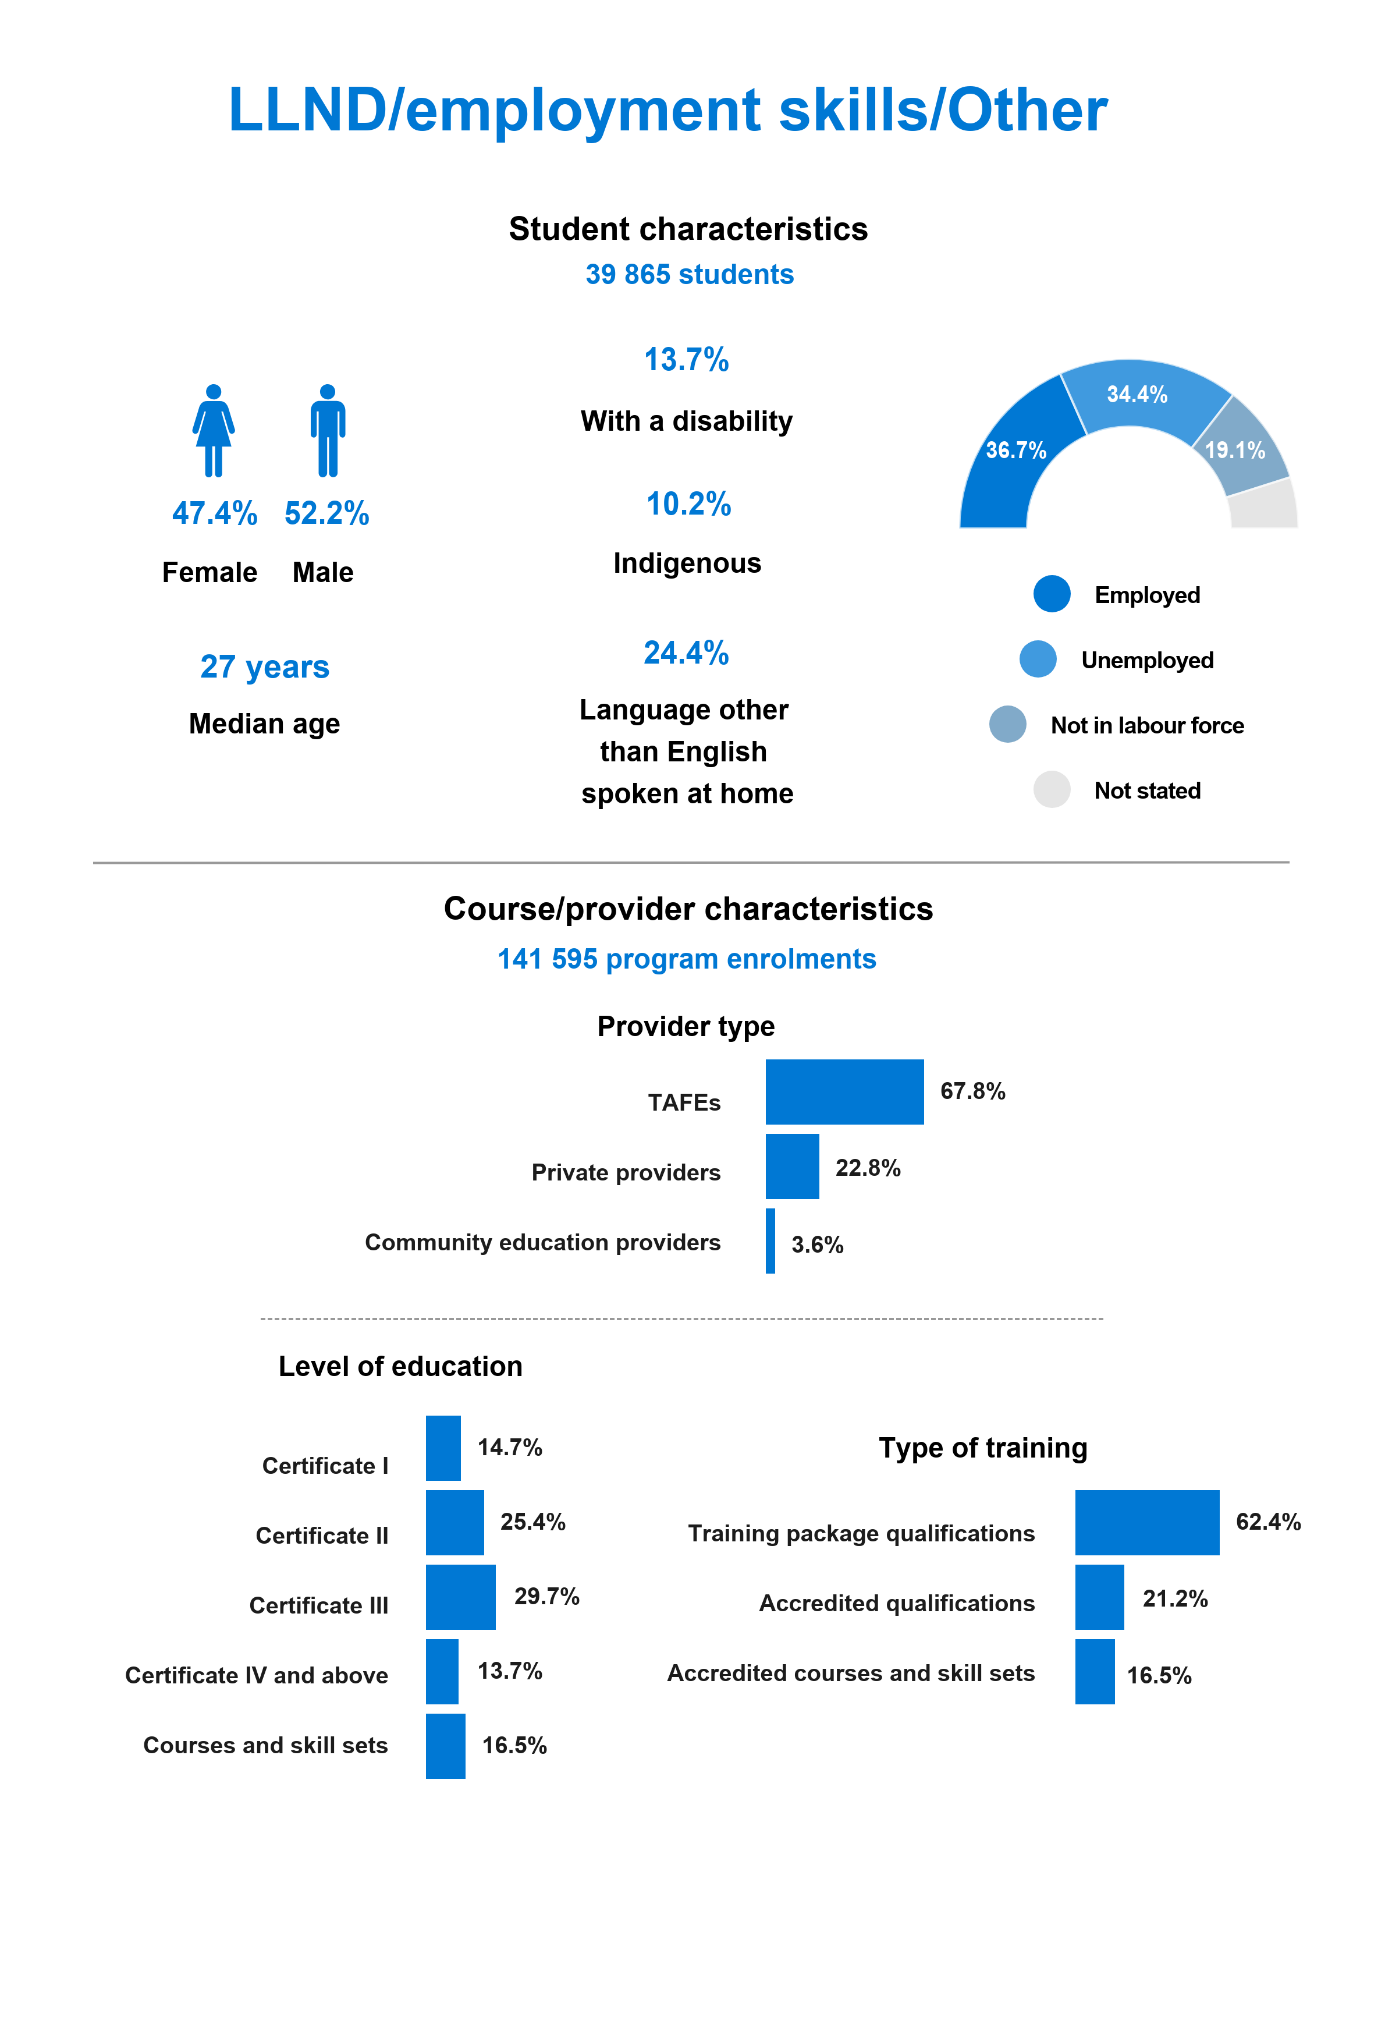 LLND/employment skills/Other
Student characteristics
39 865 students
47.4% 52.2%
Female Male
27 years
Median age
13.7%
With a disability
10.2%
Indigenous
24.4%
Language other
than English
spoken at home
36.7%
34.4%
19.1%
Employed
Unemployed
Not in labour force
Not stated
Course/provider characteristics
141 595 program enrolments
Provider type
TAFEs 67.8%
Private providers 22.8%
Community education providers 3.6%
Level of education
Certificate I 14.7%
Certificate II 25.4%
Certificate III 29.7%
Certificate IV and above 13.7%
Courses and skill sets 16.5%
Type of training
Training package qualifications 62.4%
Accredited qualifications 21.2%
Accredited courses and skill sets 16.5%